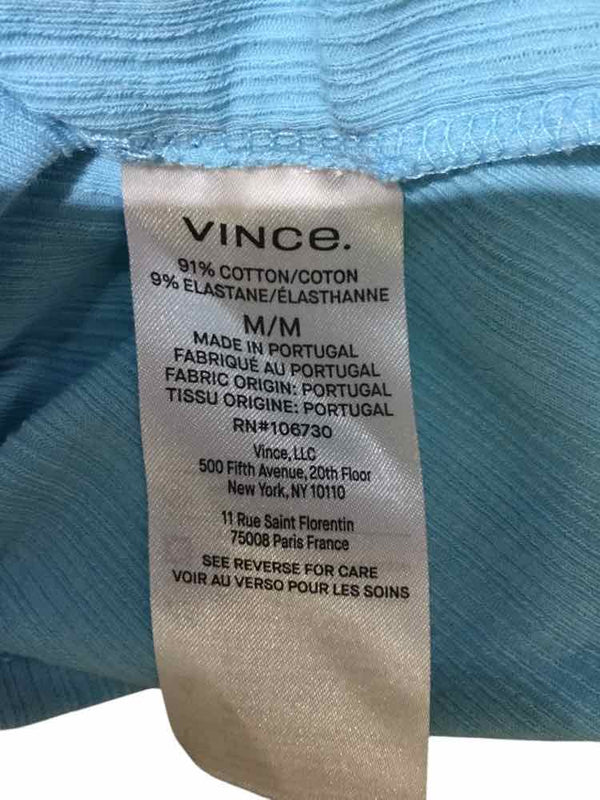 VINCe.
91% COTTON/COTON
9% ELASTANE/ÉLASTHANNE
M/M
MADE IN PORTUGAL
FABRIQUÉ AU PORTUGAL
FABRIC ORIGIN: PORTUGAL
TISSU ORIGINE: PORTUGAL
RN#106730
Vince, LLC
500 Fifth Avenue, 20th Floor
New York, NY 10110
11 Rue Saint Florentin
75008 Paris France
SEE REVERSE FOR CARE
VOIR AU VERSO POUR LES SOINS